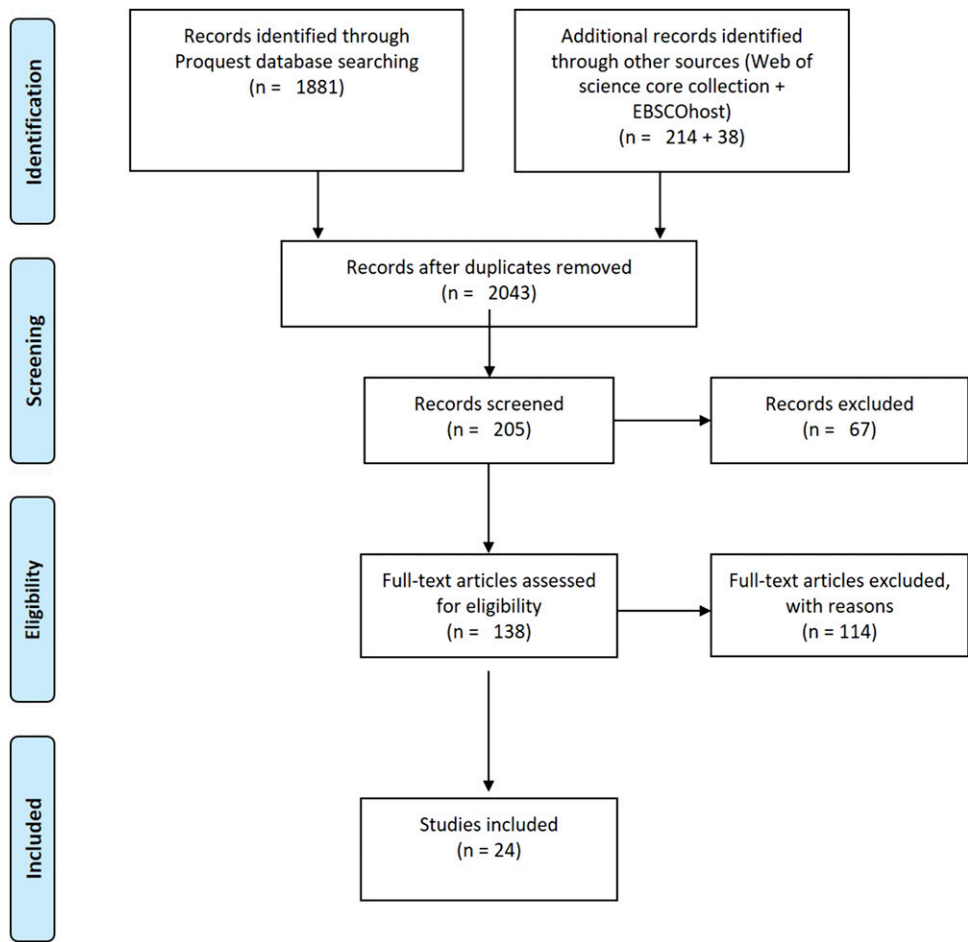 Identification
Records identified through
Proquest database searching
(n =   1881)
Additional records identified
through other sources (Web of
science core collection +
EBSCOhost)
(n =   214 + 38)
Screening
Records after duplicates removed
(n =   2043)
Records screened
(n =   205)
Records excluded
(n =   67)
Eligibility
Full-text articles assessed
for eligibility
(n =   138)
Full-text articles excluded,
with reasons
(n = 114)
Included
Studies included
(n = 24)